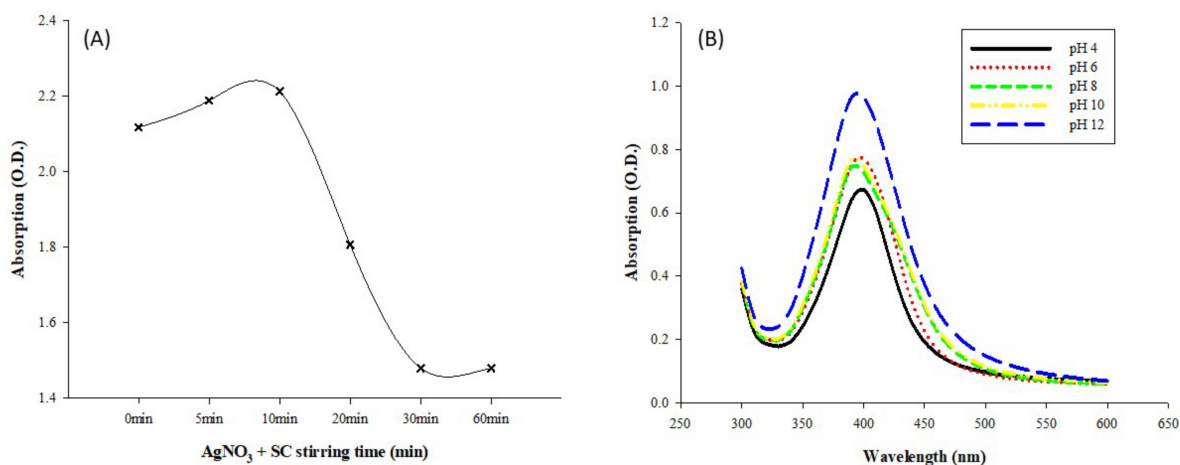 (A)
2.4
2.2
2.0
1.8
1.6
1.4
Absorption (O.D.)
0min 5min 10min 20min 30min 60min
AgNO3 + SC stirring time (min)
(B)
1.2
1.0
0.8
0.6
0.4
0.2
0.0
Absorption (O.D.)
pH 4
pH 6
pH 8
pH 10
pH 12
250 300 350 400 450 500 550 600 650
Wavelength (nm)